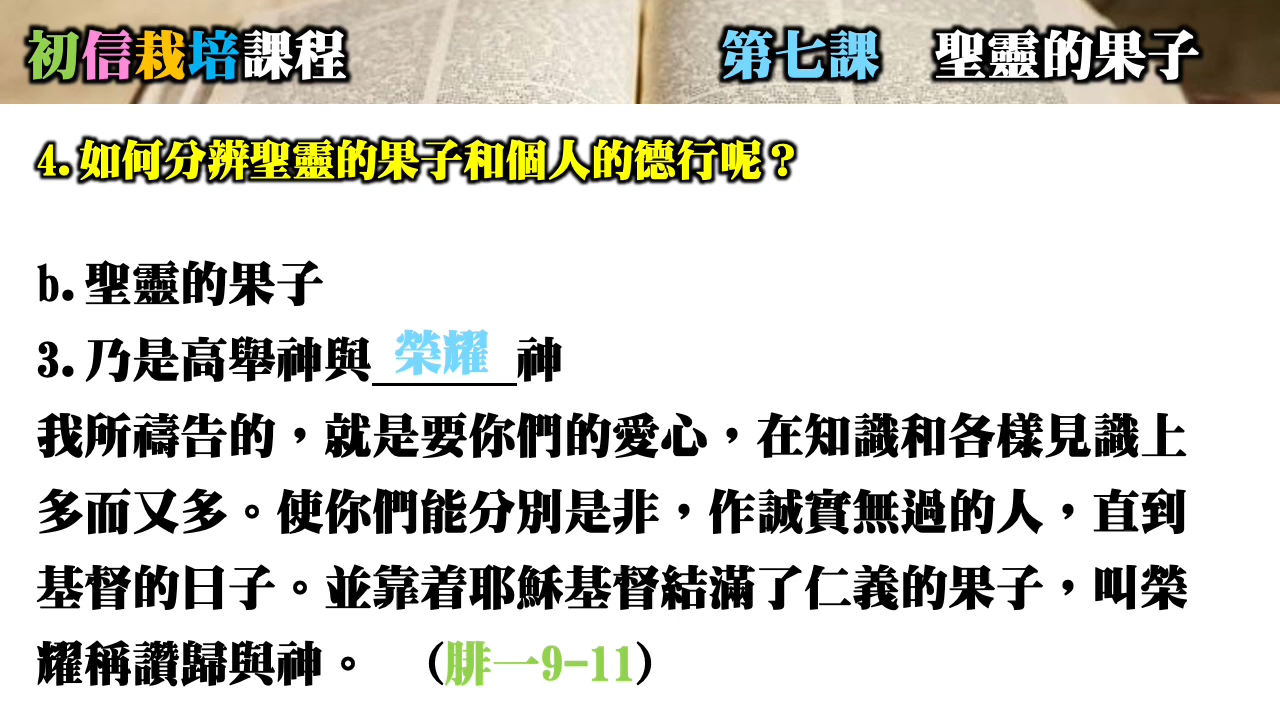 初信栽培課程 第七課 聖靈的果子
4.如何分辨聖靈的果子和個人的德行呢？
b.聖靈的果子
3.乃是高舉神與榮耀神
我所禱告的，就是要你們的愛心，在知識和各樣見識上
多而又多。使你們能分別是非，作誠實無過的人，直到
基督的日子。並靠着耶穌基督結滿了仁義的果子，叫榮
耀稱讚歸與神。 (腓一9-11)